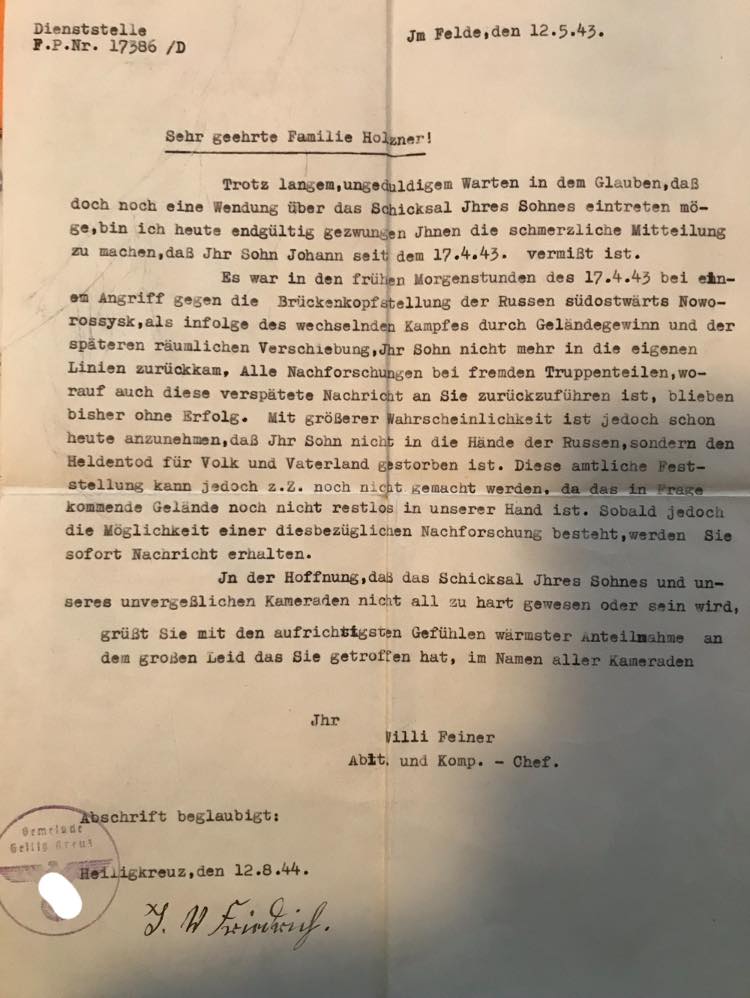 Dienststelle
F.P.Nr. 17386 /D
Jm Felde,den 12.5.43.
Sehr geehrte Familie Holzner!
Trotz langem,ungeduldigem Warten in dem Glauben,daß
doch noch eine Wendung über das Schicksal Jhres Sohnes eintreten mö-
ge,bin ich heute endgültig gezwungen Jhnen die schmerzliche Mitteilung
zu machen,daß Jhr Sohn Johann seit dem 17.4.43. vermißt ist.
Es war in den frühen Morgenstunden des 17.4.43 bei ein-
em Angriff gegen die Brückenkopfstellung der Russen südostwärts Nowo-
rossysk,als infolge des wechselnden Kampfes durch Geländegewinn und der
späteren räumlichen Verschiebung,Jhr Sohn nicht mehr in die eigenen
Linien zurückkam. Alle Nachforschungen bei fremden Truppenteilen,wo-
rauf auch diese verspätete Nachricht an Sie zurückzuführen ist, blieben
bisher ohne Erfolg. Mit größerer Wahrscheinlichkeit ist jedoch schon
heute anzunehmen,daß Jhr Sohn nicht in die Hände der Russen,sondern den
Heldentod für Volk und Vaterland gestorben ist. Diese amtliche Fest-
stellung kann jedoch z.Z. noch nicht gemacht werden, da das in Frage
kommende Gelände noch nicht restlos in unserer Hand ist. Sobald jedoch
die Möglichkeit einer diesbezüglichen Nachforschung besteht,werden Sie
sofort Nachricht erhalten.
Jn der Hoffnung,daß das Schicksal Jhres Sohnes und un-
seres unvergeßlichen Kameraden nicht all zu hart gewesen oder sein wird,
grüßt Sie mit den aufrichtigsten Gefühlen wärmster Anteilnahme an
dem großen Leid das Sie getroffen hat, im Namen aller Kameraden
Jhr
Willi Feiner
Ablt. und Komp. - Chef.
Abschrift beglaubigt:
Gemeinde
Heilig Kreuz
Heiligkreuz,den 12.8.44.
J. V Friedrich.